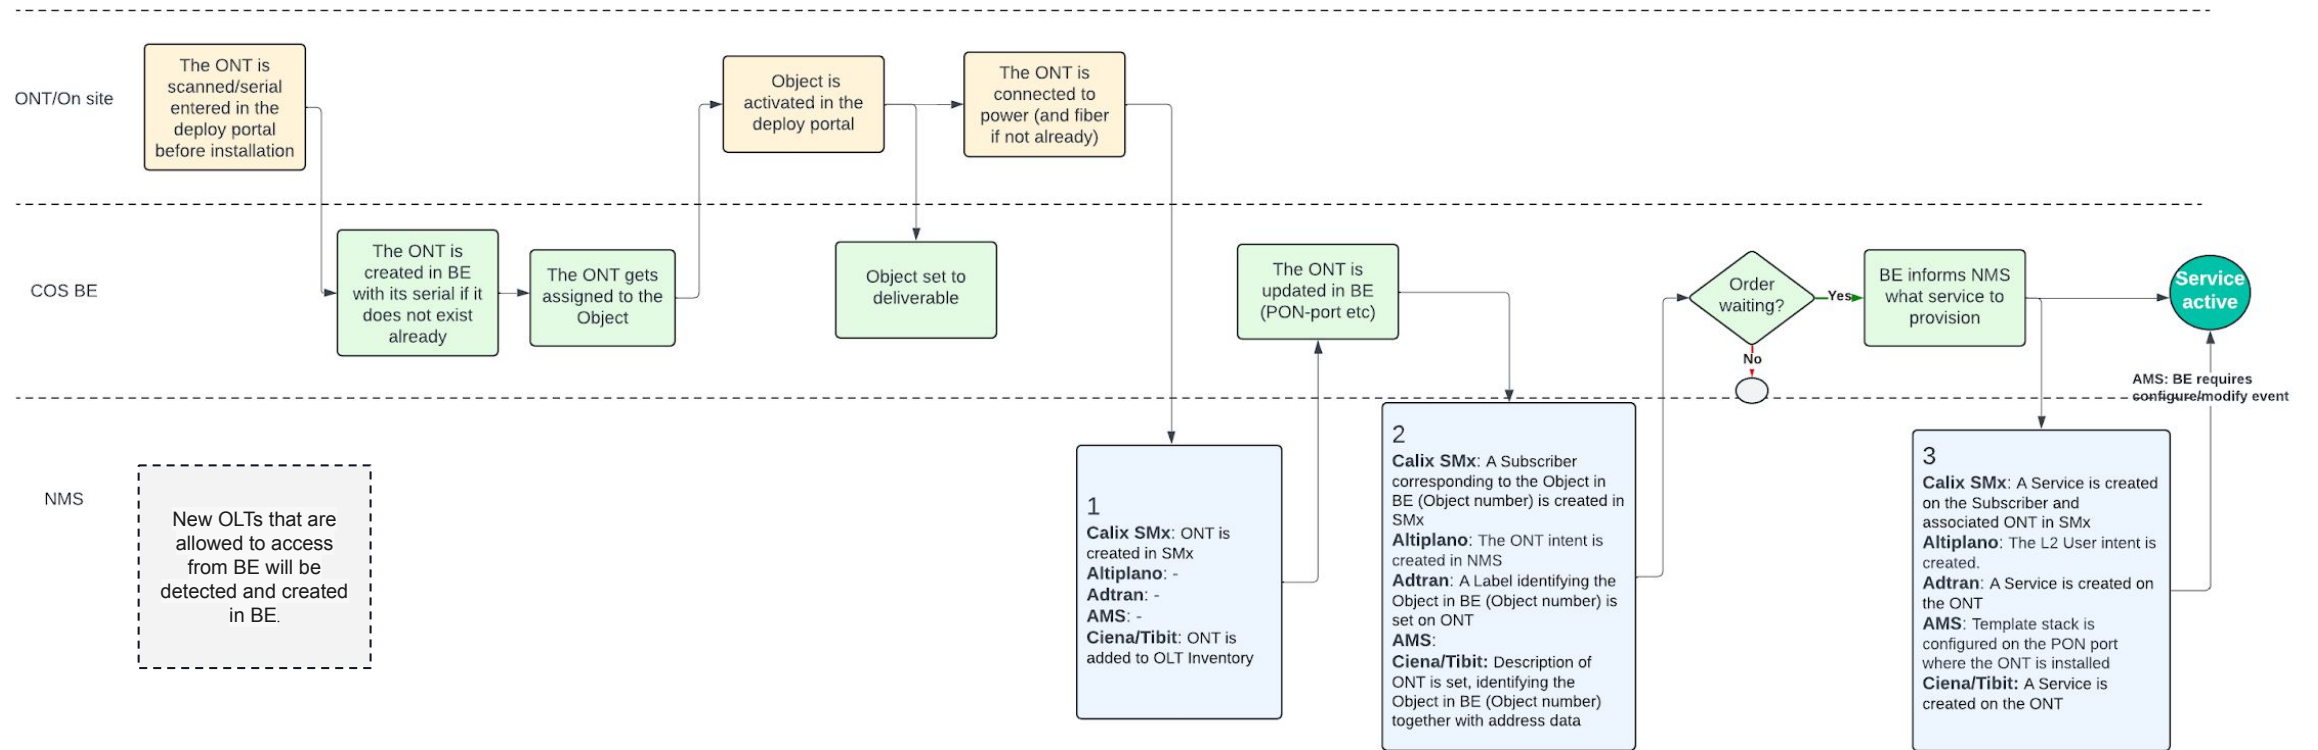 ONT/On site
The ONT is
scanned/serial
entered in the
deploy portal
before installation
Object is
activated in the
deploy portal
The ONT is
connected to
power (and fiber
if not already)
COS BE
The ONT is
created in BE
with its serial if it
does not exist
already
The ONT gets
assigned to the
Object
Object set to
deliverable
The ONT is
updated in BE
(PON-port etc)
Order
waiting?
Yes
No
BE informs NMS
what service to
provision
Service
active
AMS: BE requires
configure/modify event
NMS
New OLTs that are
allowed to access
from BE will be
detected and created
in BE.
1
Calix SMx: ONT is
created in SMx
Altiplano: -
Adtran: -
AMS: -
Ciena/Tibit: ONT is
added to OLT Inventory
2
Calix SMx: A Subscriber
corresponding to the Object in
BE (Object number) is created in
SMx
Altiplano: The ONT intent is
created in NMS
Adtran: A Label identifying the
Object in BE (Object number) is
set on ONT
AMS:
Ciena/Tibit: Description of
ONT is set, identifying the
Object in BE (Object number)
together with address data
3
Calix SMx: A Service is created
on the Subscriber and
associated ONT in SMx
Altiplano: The L2 User intent is
created.
Adtran: A Service is created on
the ONT
AMS: Template stack is
configured on the PON port
where the ONT is installed
Ciena/Tibit: A Service is
created on the ONT